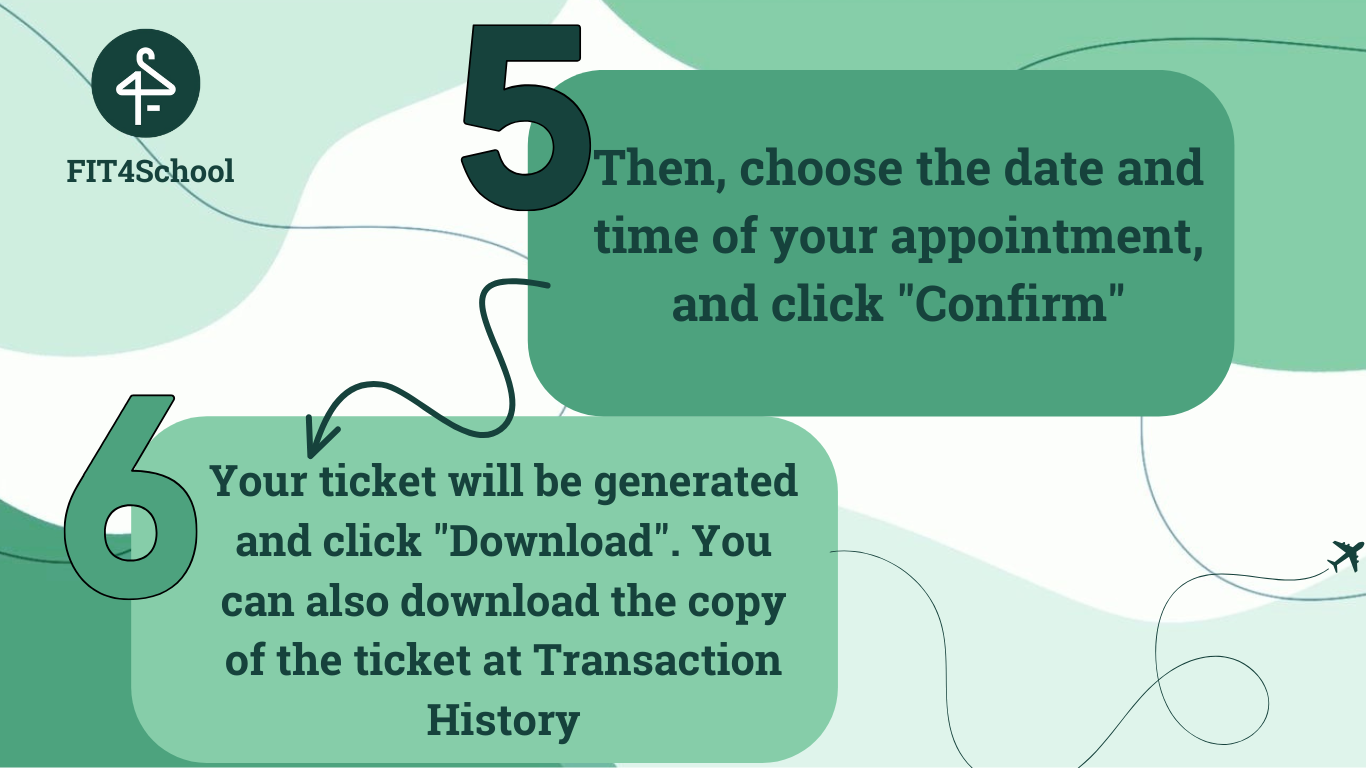 FIT4School
5
Then, choose the date and
time of your appointment,
and click "Confirm"
6
Your ticket will be generated
and click "Download". You
can also download the copy
of the ticket at Transaction
History